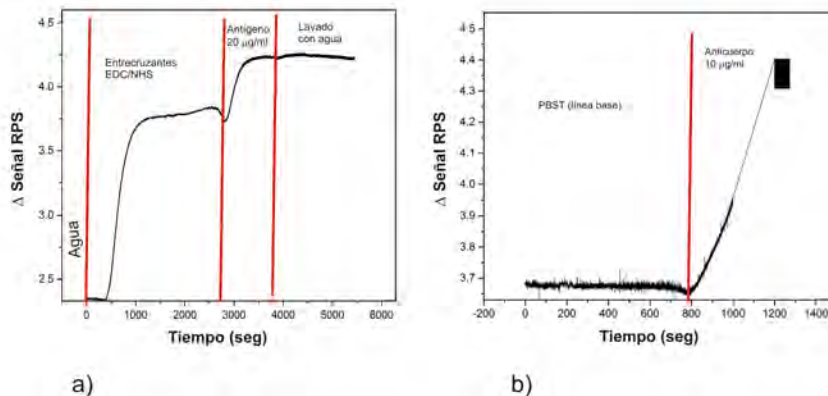 4.5
4.0
3.5
3.0
2.5
Δ Señal RPS
Agua
Entrecruzantes
EDC/NHS
Antígeno
20 µg/ml
Lavado
con agua
0 1000 2000 3000 4000 5000 6000
Tiempo (seg)
a)
4.5
4.4
4.3
4.2
4.1
4.0
3.9
3.8
3.7
Δ Señal RPS
PBST (línea base)
Anticuerpo
10 µg/ml
-200 0 200 400 600 800 1000 1200 1400
Tiempo (seg)
b)